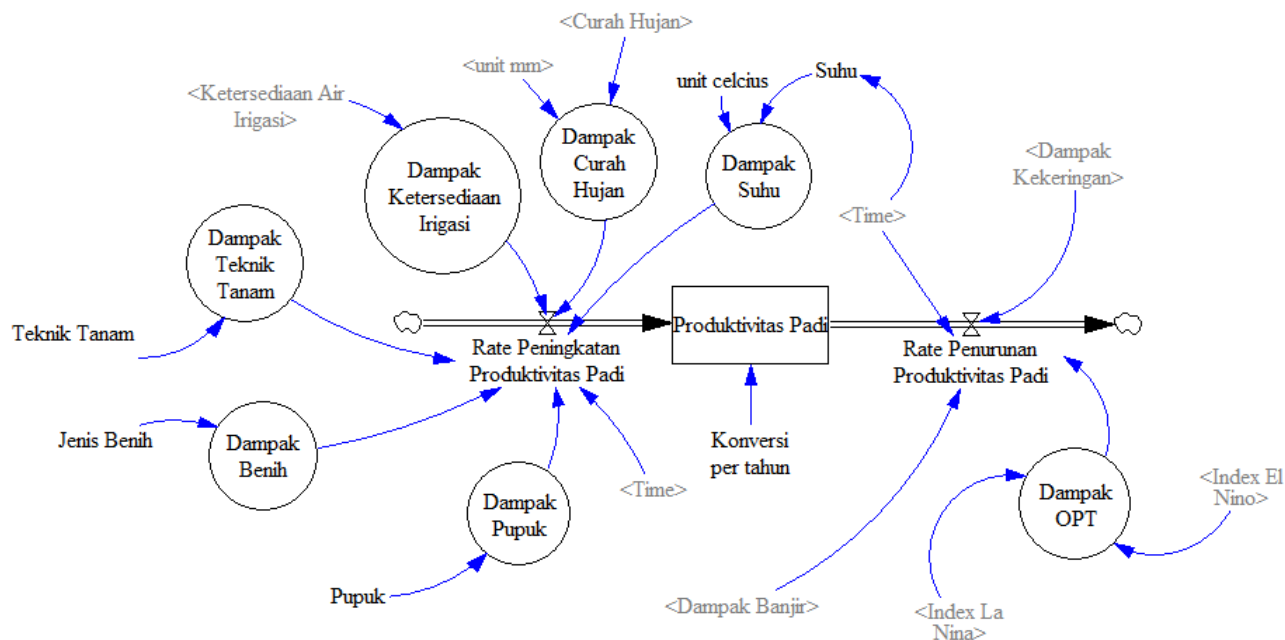 <Curah Hujan>
<unit mm>
unit celcius
Suhu
<Ketersediaan Air
Irigasi>
Dampak
Curah
Hujan
Dampak
Suhu
<Dampak
Kekeringan>
Dampak
Ketersediaan
Irigasi
<Time>
Dampak
Teknik
Tanam
Teknik Tanam
Rate Peningkatan
Produktivitas Padi
Produktivitas Padi
Rate Penurunan
Produktivitas Padi
Jenis Benih
Dampak
Benih
Konversi
per tahun
<Time>
Dampak
Pupuk
Dampak
OPT
<Index El
Nino>
Pupuk
<Dampak Banjir>
<Index La
Nina>